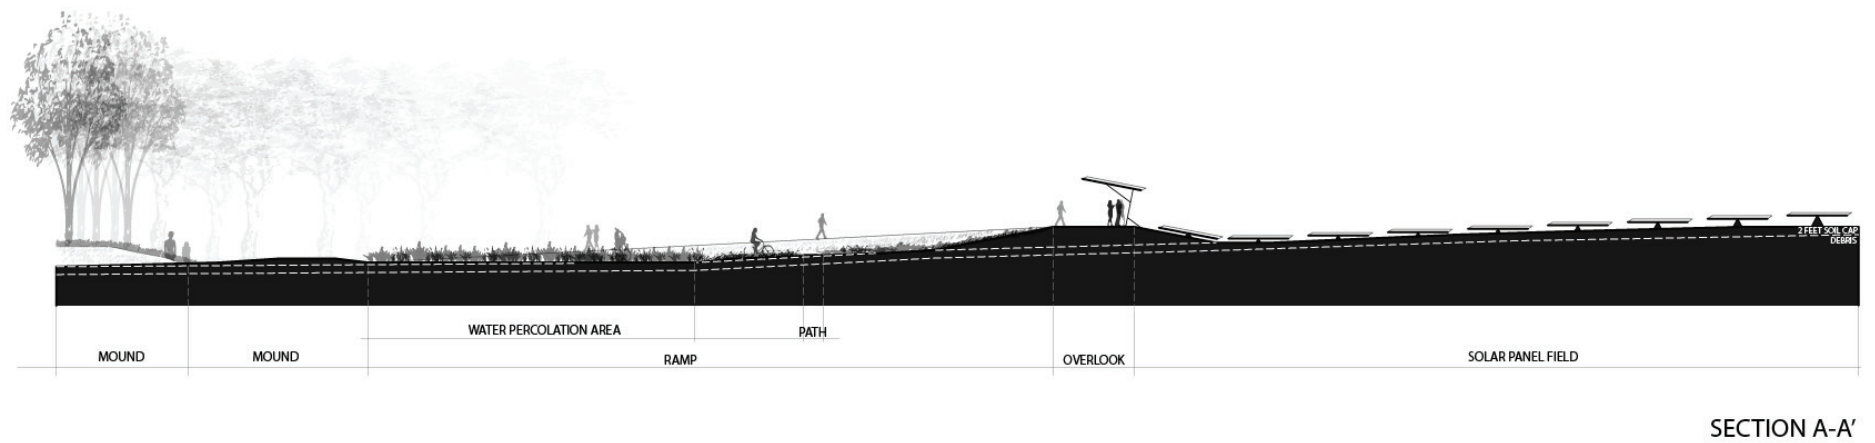 2 FEET SOIL CAP
DEBRIS
WATER PERCOLATION AREA
PATH
MOUND
MOUND
RAMP
OVERLOOK
SOLAR PANEL FIELD
SECTION A-A'